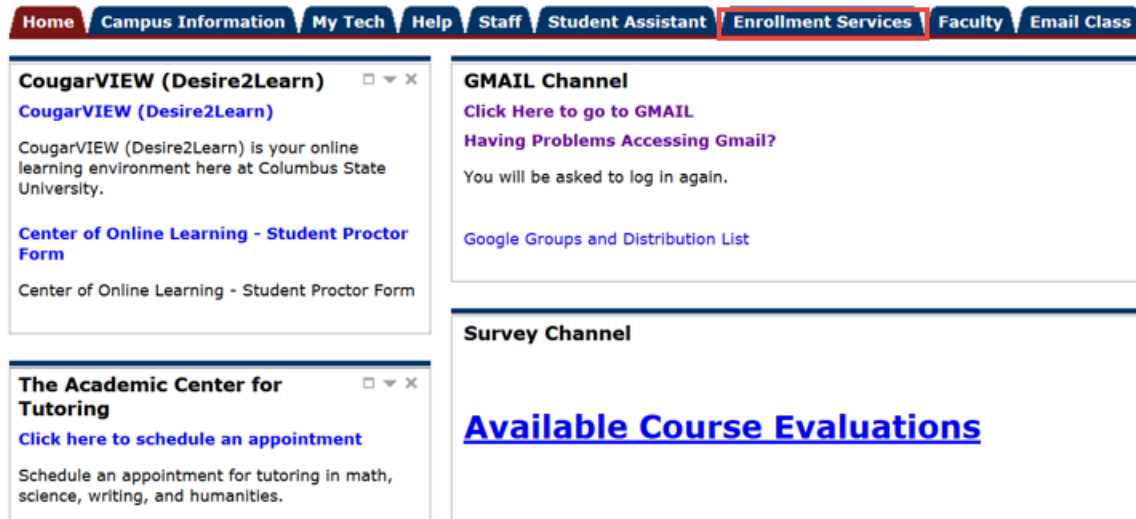 Home Campus Information My Tech Help Staff Student Assistant Enrollment Services Faculty Email Class
CougarVIEW (Desire2Learn)
CougarVIEW (Desire2Learn)
CougarVIEW (Desire2Learn) is your online
learning environment here at Columbus State
University.
Center of Online Learning - Student Proctor
Form
Center of Online Learning - Student Proctor Form
The Academic Center for
Tutoring
Click here to schedule an appointment
Schedule an appointment for tutoring in math,
science, writing, and humanities.
GMAIL Channel
Click Here to go to GMAIL
Having Problems Accessing Gmail?
You will be asked to log in again.
Google Groups and Distribution List
Survey Channel
Available Course Evaluations